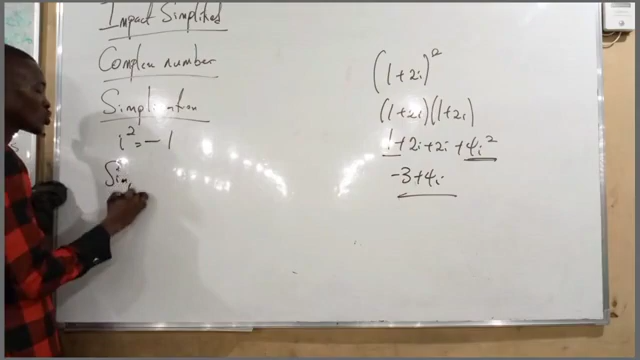 Impact Simplified
Complex number
Simplification
i² = -1
Sim
(1+2i)²
(1+2i)(1+2i)
1+2i+2i+4i²
-3+4i